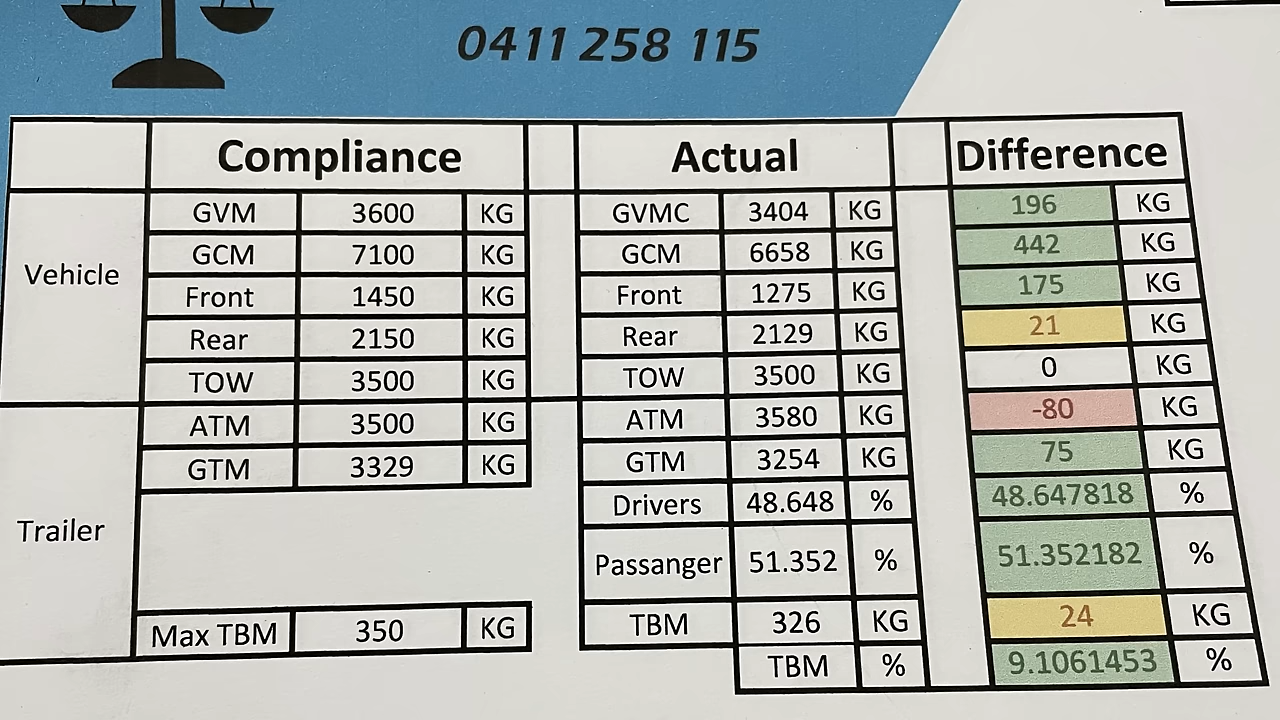 0411 258 115
Compliance Actual Difference
Vehicle
GVM 3600 KG GVMC 3404 KG 196 KG
GCM 7100 KG GCM 6658 KG 442 KG
Front 1450 KG Front 1275 KG 175 KG
Rear 2150 KG Rear 2129 KG 21 KG
TOW 3500 KG TOW 3500 KG 0 KG
Trailer
ATM 3500 KG ATM 3580 KG -80 KG
GTM 3329 KG GTM 3254 KG 75 KG
Drivers 48.648 % 48.647818 %
Passanger 51.352 % 51.352182 %
Max TBM 350 KG TBM 326 KG 24 KG
TBM % 9.1061453 %